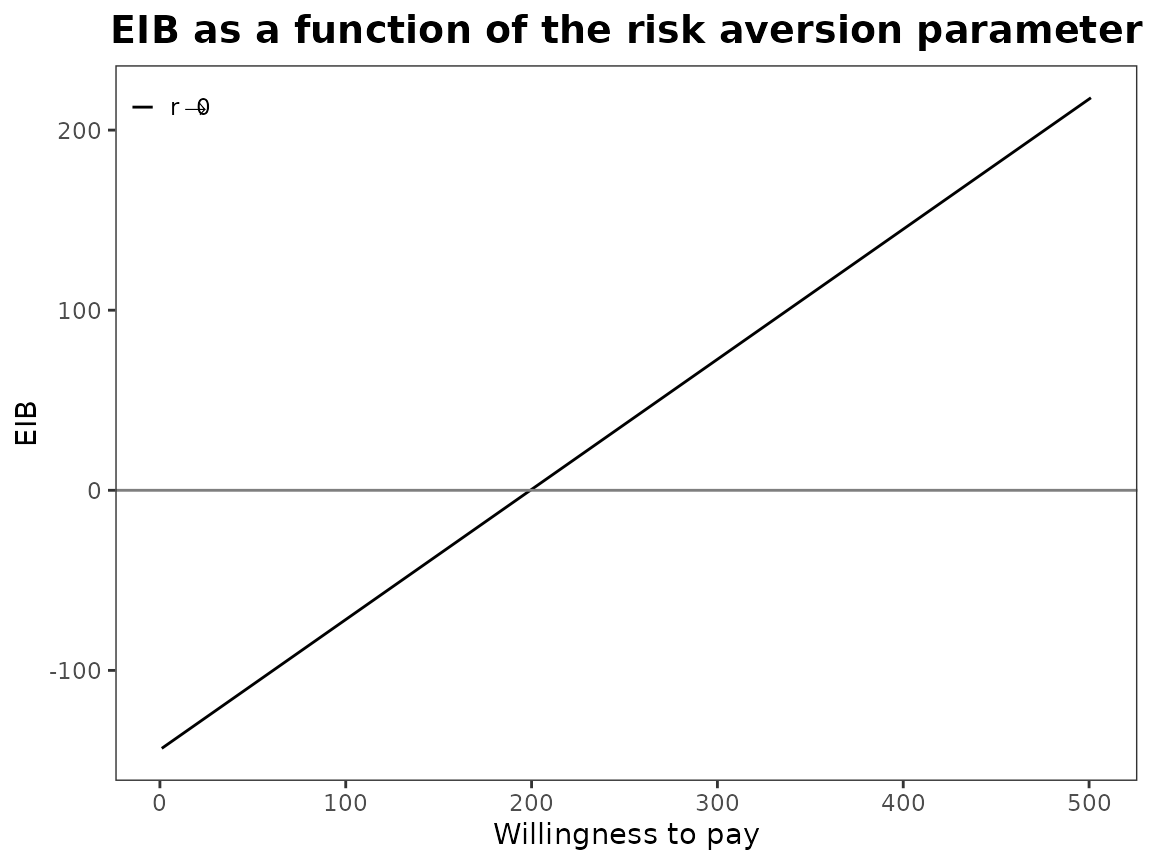 EIB as a function of the risk aversion parameter
r → 0
200
100
0
-100
EIB
0 100 200 300 400 500
Willingness to pay